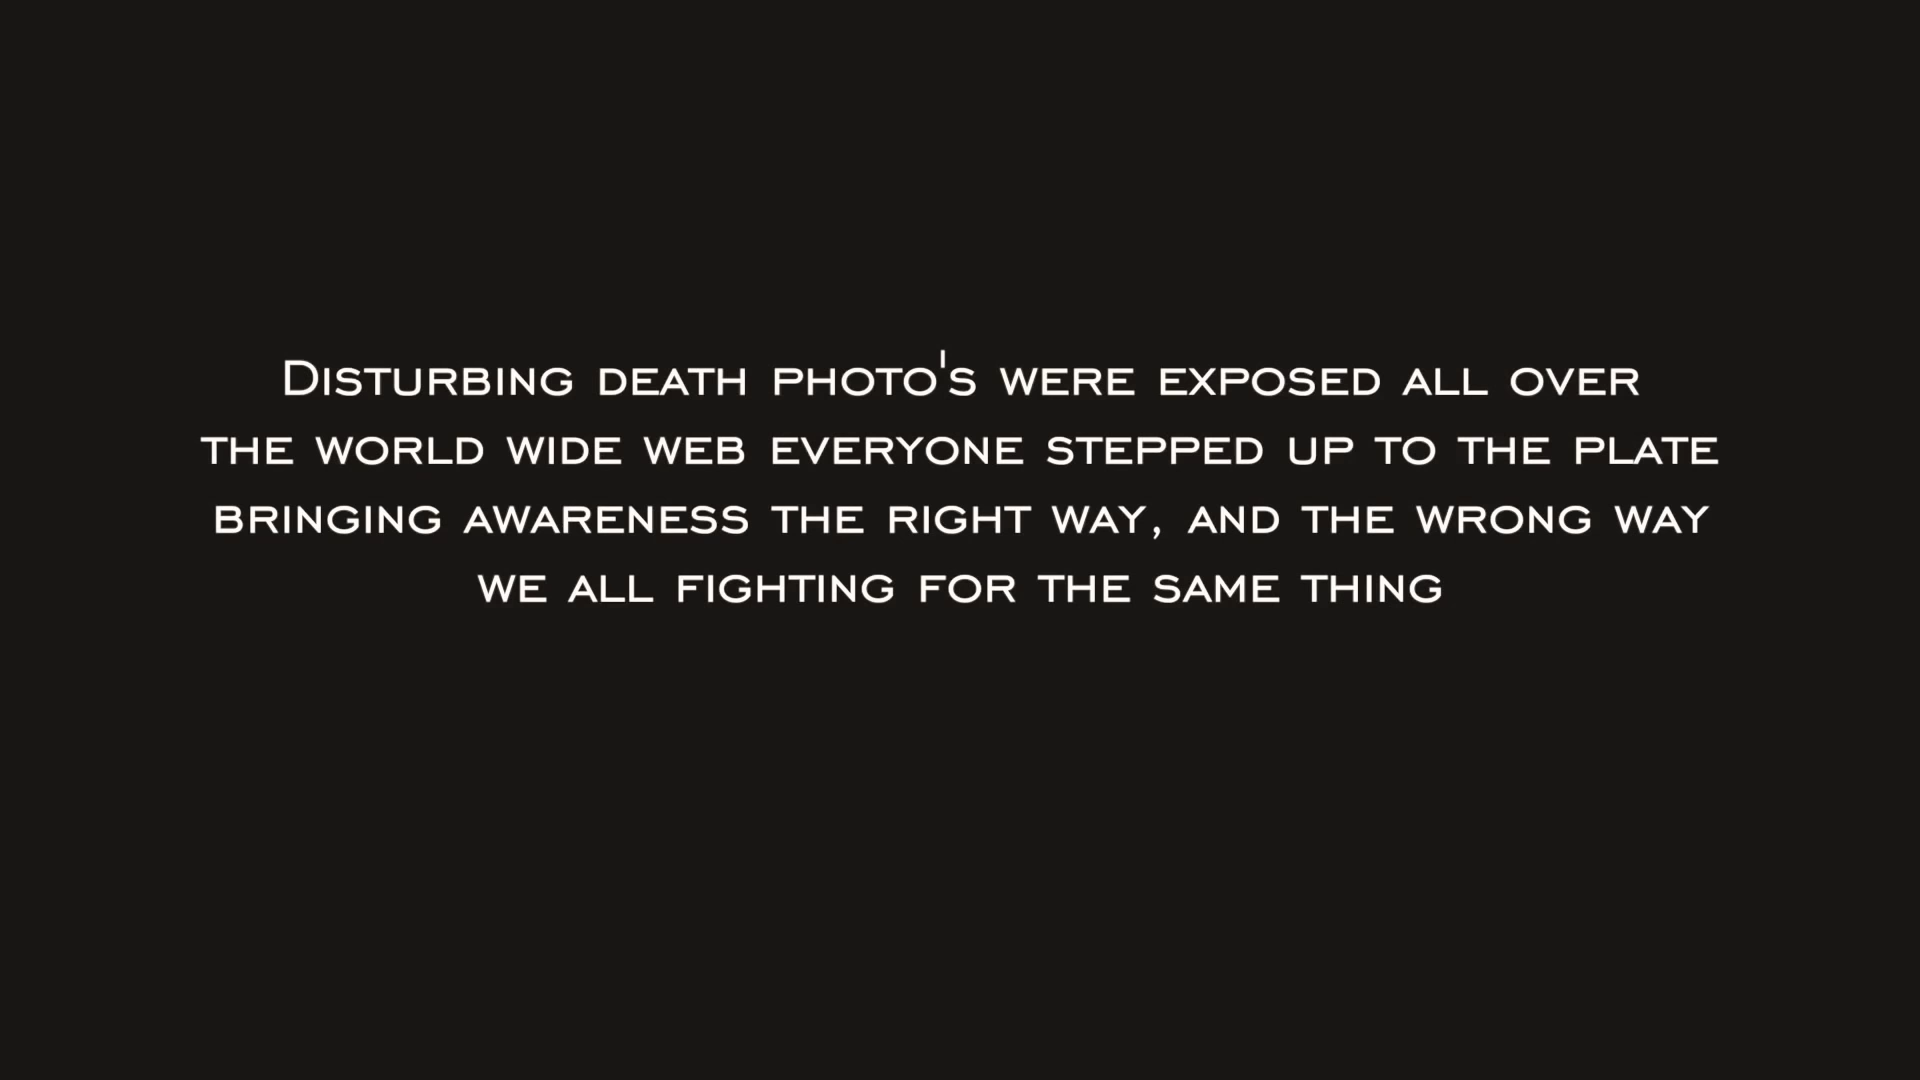 Disturbing death photo's were exposed all over
the world wide web everyone stepped up to the plate
bringing awareness the right way, and the wrong way
we all fighting for the same thing